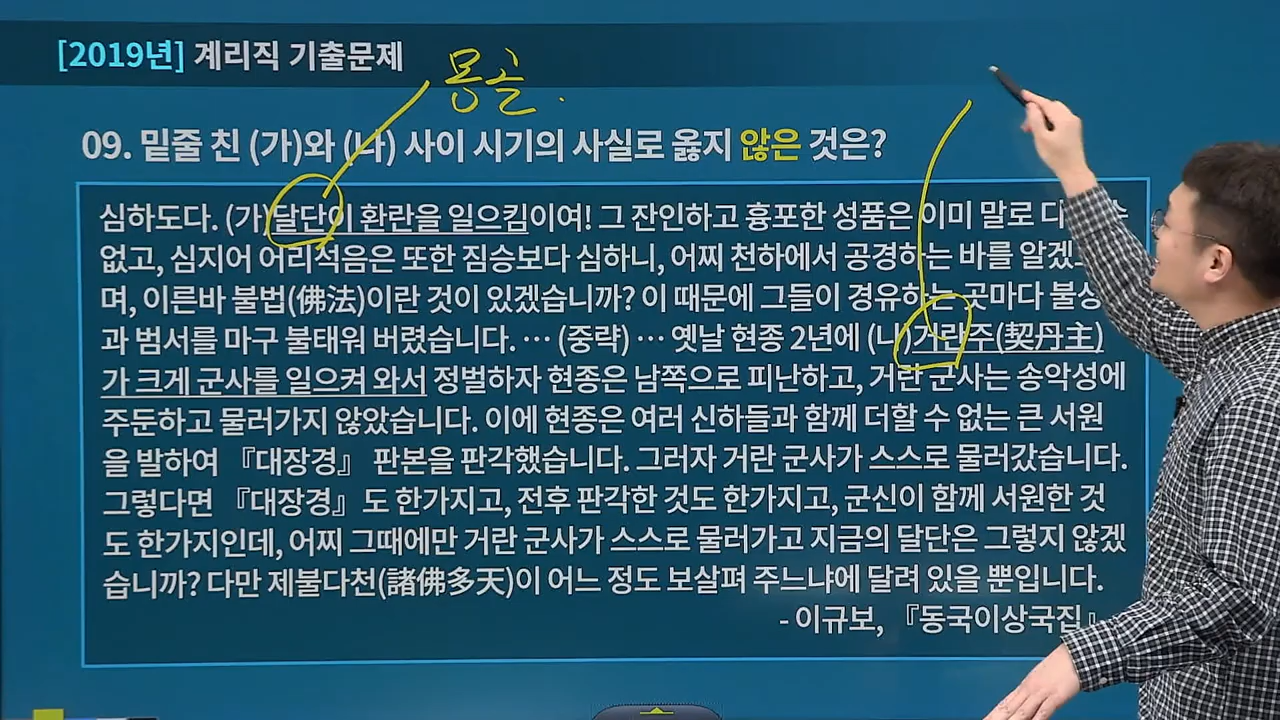 [2019년] 계리직 기출문제
몽골.
09. 밑줄 친 (가)와 (나) 사이 시기의 사실로 옳지 않은 것은?
심하도다. (가)달단이 환란을 일으킴이여! 그 잔인하고 흉포한 성품은 이미 말로
없고, 심지어 어리석음은 또한 짐승보다 심하니, 어찌 천하에서 공경하는 바를
며, 이른바 불법(佛法)이란 것이 있겠습니까? 이 때문에 그들이 경유하는 곳마다
과 범서를 마구 불태워 버렸습니다. … (중략) … 옛날 현종 2년에 (나)거란주(契丹主)
가 크게 군사를 일으켜 와서 정벌하자 현종은 남쪽으로 피난하고, 거란 군사는 송악성에
주둔하고 물러가지 않았습니다. 이에 현종은 여러 신하들과 함께 더할 수 없는 큰 서원
을 발하여 『대장경』 판본을 판각했습니다. 그러자 거란 군사가 스스로 물러갔습니다.
그렇다면 『대장경』도 한가지고, 전후 판각한 것도 한가지고, 군신이 함께 서원한 것
도 한가지인데, 어찌 그때에만 거란 군사가 스스로 물러가고 지금의 달단은 그렇지 않겠
습니까? 다만 제불다천(諸佛多天)이 어느 정도 보살펴 주느냐에 달려 있을 뿐입니다.
- 이규보, 『동국이상국집』